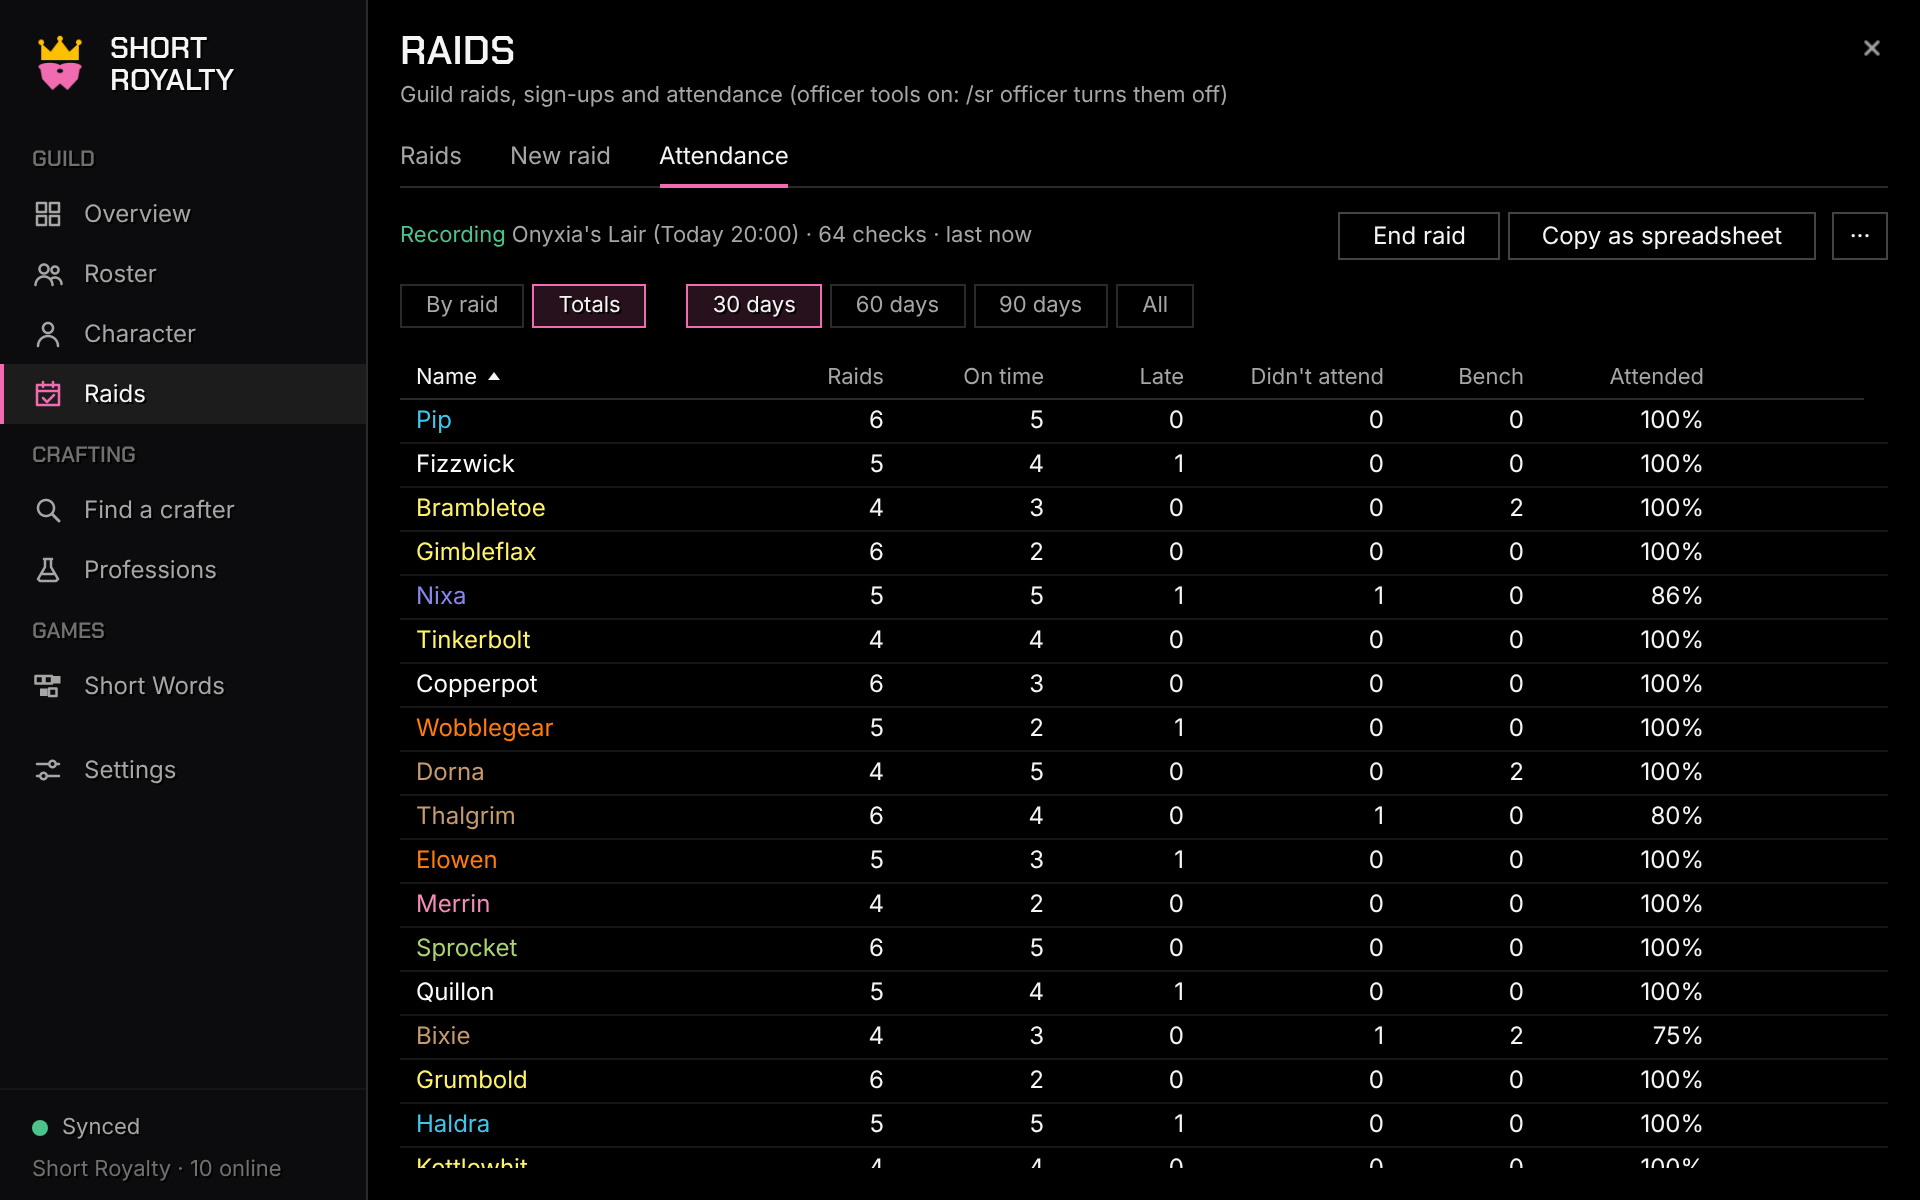 SHORT
ROYALTY
GUILD
Overview
Roster
Character
Raids
CRAFTING
Find a crafter
Professions
GAMES
Short Words
Settings
Synced
Short Royalty · 10 online
RAIDS
Guild raids, sign-ups and attendance (officer tools on: /sr officer turns them off)
Raids New raid Attendance
Recording Onyxia's Lair (Today 20:00) · 64 checks · last now End raid Copy as spreadsheet ...
By raid Totals 30 days 60 days 90 days All
Name Raids On time Late Didn't attend Bench Attended
Pip 6 5 0 0 0 100%
Fizzwick 5 4 1 0 0 100%
Brambletoe 4 3 0 0 2 100%
Gimbleflax 6 2 0 0 0 100%
Nixa 5 5 1 1 0 86%
Tinkerbolt 4 4 0 0 0 100%
Copperpot 6 3 0 0 0 100%
Wobblegear 5 2 1 0 0 100%
Dorna 4 5 0 0 2 100%
Thalgrim 6 4 0 1 0 80%
Elowen 5 3 1 0 0 100%
Merrin 4 2 0 0 0 100%
Sprocket 6 5 0 0 0 100%
Quillon 5 4 1 0 0 100%
Bixie 4 3 0 1 2 75%
Grumbold 6 2 0 0 0 100%
Haldra 5 5 1 0 0 100%
Kettlewhit 4 4 0 0 0 100%